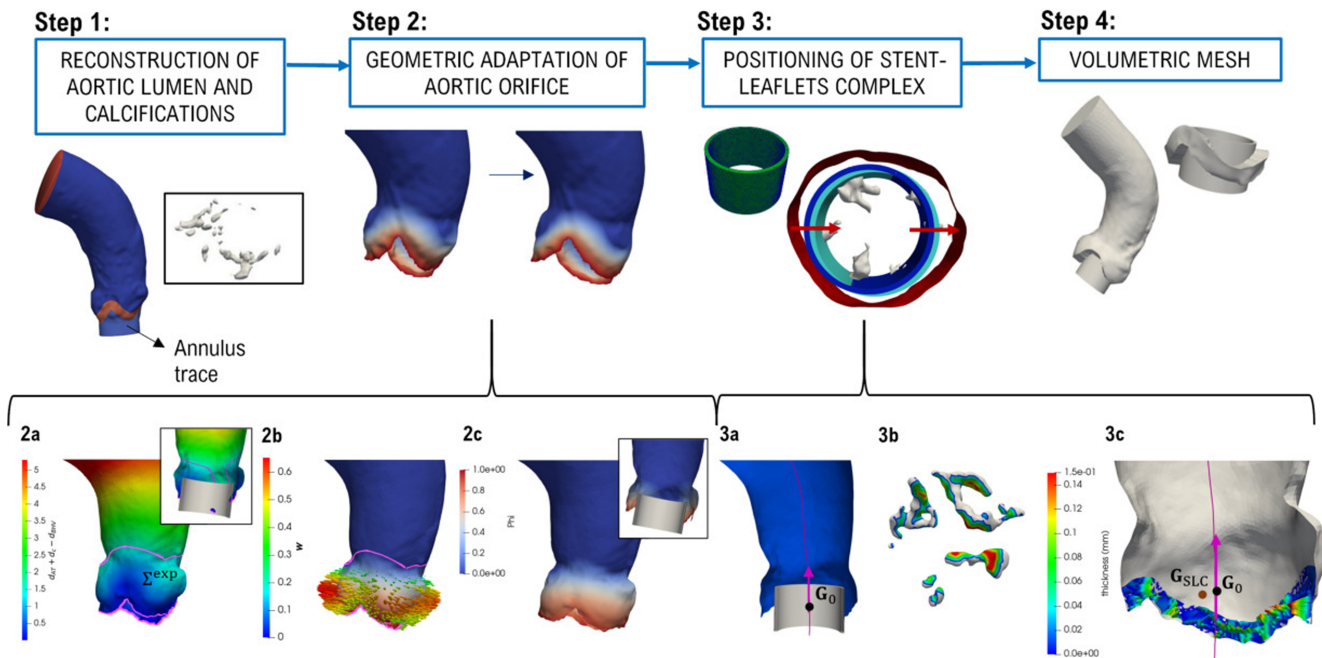 Step 1:
RECONSTRUCTION OF
AORTIC LUMEN AND
CALCIFICATIONS
Step 2:
GEOMETRIC ADAPTATION OF
AORTIC ORIFICE
Step 3:
POSITIONING OF STENT-
LEAFLETS COMPLEX
Step 4:
VOLUMETRIC MESH
Annulus
trace
2a
5
4.5
4
3.5
3
2.5
2
1.5
1
0.5
d_AT + d_c − d_BHV
Σ^exp
2b
0.6
0.5
0.4
0.3
0.2
0.1
0
w
2c
1.0e+00
0.8
0.6
0.4
0.2
0.0e+00
Phi
3a
G₀
3b
3c
1.5e-01
0.14
0.12
0.10
0.08
0.06
0.04
0.02
0.0e+00
thickness (mm)
G_SLC
G₀